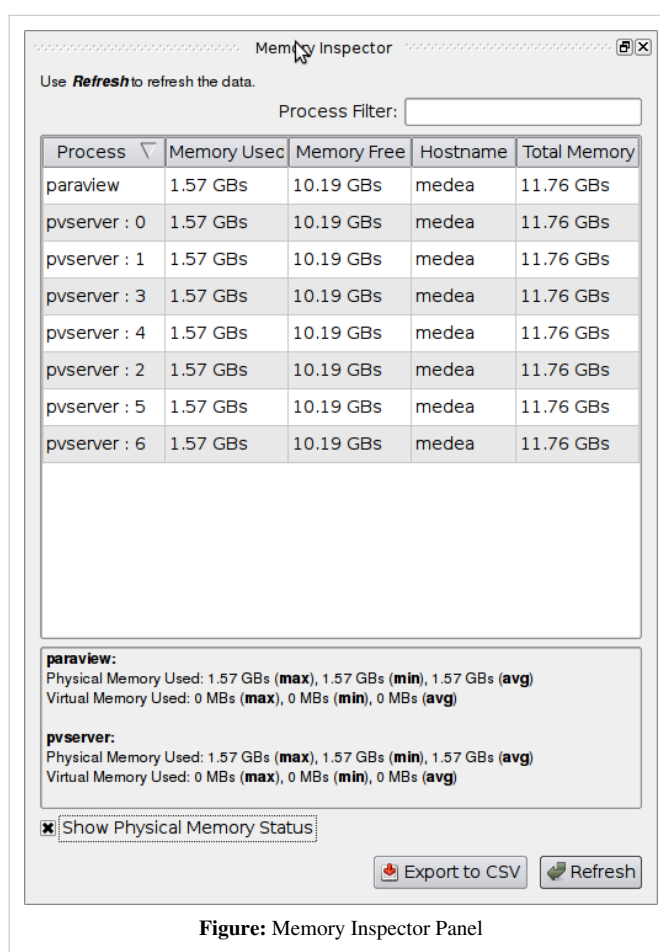 Memory Inspector
Use Refresh to refresh the data.
Process Filter:
Process Memory Used Memory Free Hostname Total Memory
paraview 1.57 GBs 10.19 GBs medea 11.76 GBs
pvserver : 0 1.57 GBs 10.19 GBs medea 11.76 GBs
pvserver : 1 1.57 GBs 10.19 GBs medea 11.76 GBs
pvserver : 3 1.57 GBs 10.19 GBs medea 11.76 GBs
pvserver : 4 1.57 GBs 10.19 GBs medea 11.76 GBs
pvserver : 2 1.57 GBs 10.19 GBs medea 11.76 GBs
pvserver : 5 1.57 GBs 10.19 GBs medea 11.76 GBs
pvserver : 6 1.57 GBs 10.19 GBs medea 11.76 GBs
paraview:
Physical Memory Used: 1.57 GBs (max), 1.57 GBs (min), 1.57 GBs (avg)
Virtual Memory Used: 0 MBs (max), 0 MBs (min), 0 MBs (avg)
pvserver:
Physical Memory Used: 1.57 GBs (max), 1.57 GBs (min), 1.57 GBs (avg)
Virtual Memory Used: 0 MBs (max), 0 MBs (min), 0 MBs (avg)
Show Physical Memory Status
Export to CSV Refresh
Figure: Memory Inspector Panel